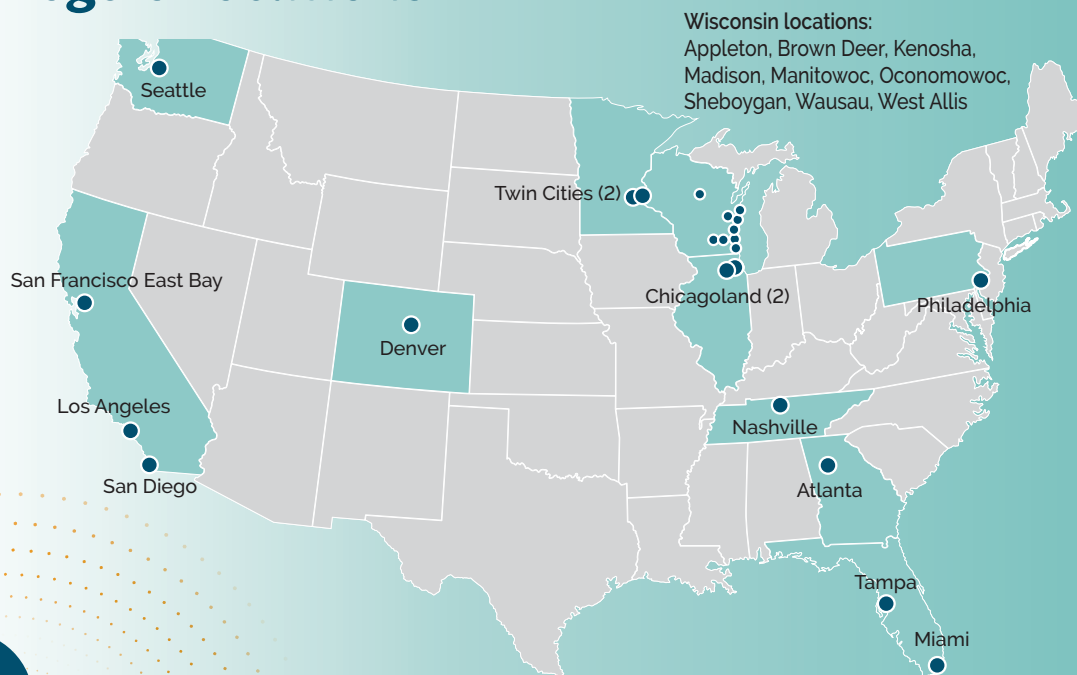 Wisconsin locations:
Appleton, Brown Deer, Kenosha,
Madison, Manitowoc, Oconomowoc,
Sheboygan, Wausau, West Allis
Seattle
Twin Cities (2)
San Francisco East Bay
Chicagoland (2)
Philadelphia
Denver
Los Angeles
Nashville
San Diego
Atlanta
Tampa
Miami